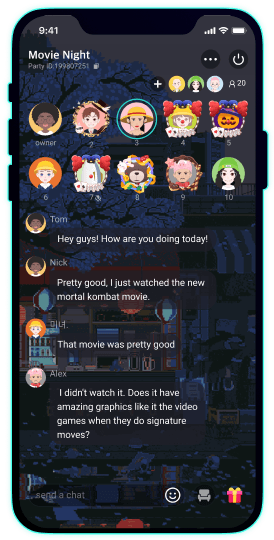 9:41
Movie Night
Party ID:199807251
20
owner
2
3
4
5
6
7
8
9
10
Tom
Hey guys! How are you doing today!
Nick
Pretty good, I just watched the new
mortal kombat movie.
미녀.
That movie was pretty good
Alex
I didn't watch it. Does it have
amazing graphics like it the video
games when they do signature
moves?
send a chat